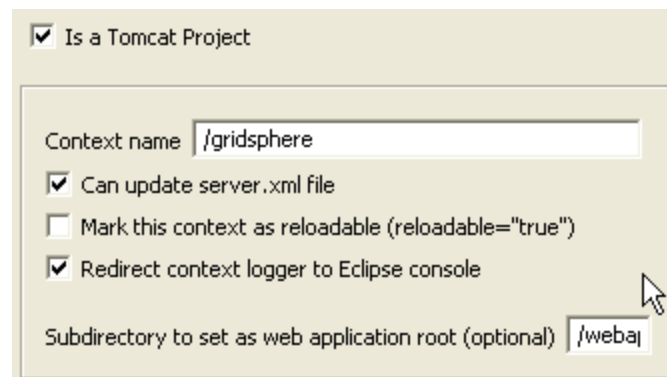 Is a Tomcat Project
Context name /gridsphere
Can update server.xml file
Mark this context as reloadable (reloadable="true")
Redirect context logger to Eclipse console
Subdirectory to set as web application root (optional)